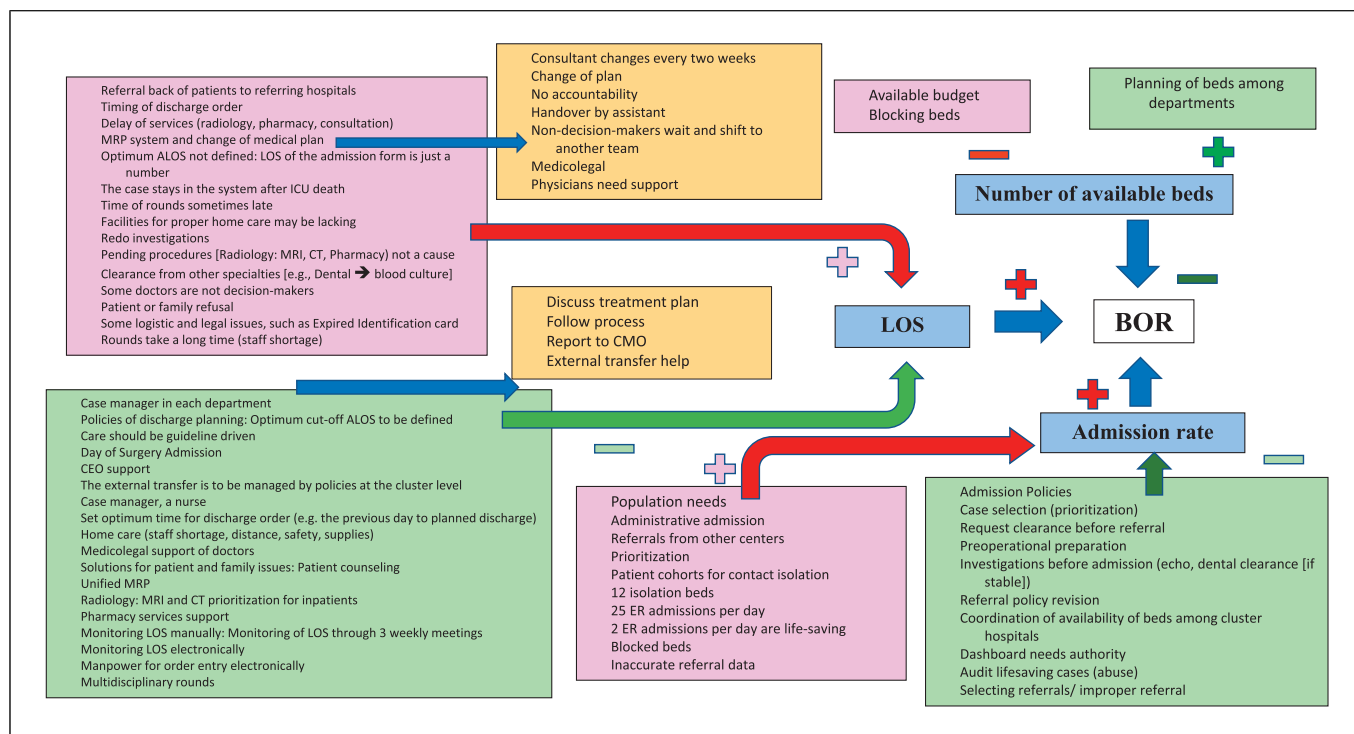 Referral back of patients to referring hospitals
Timing of discharge order
Delay of services (radiology, pharmacy, consultation)
MRP system and change of medical plan
Optimum ALOS not defined: LOS of the admission form is just a
number
The case stays in the system after ICU death
Time of rounds sometimes late
Facilities for proper home care may be lacking
Redo investigations
Pending procedures [Radiology: MRI, CT, Pharmacy) not a cause
Clearance from other specialties [e.g., Dental ➔ blood culture]
Some doctors are not decision-makers
Patient or family refusal
Some logistic and legal issues, such as Expired Identification card
Rounds take a long time (staff shortage)
Consultant changes every two weeks
Change of plan
No accountability
Handover by assistant
Non-decision-makers wait and shift to
another team
Medicolegal
Physicians need support
Available budget
Blocking beds
Planning of beds among
departments
Number of available beds
Discuss treatment plan
Follow process
Report to CMO
External transfer help
LOS
BOR
Admission rate
Case manager in each department
Policies of discharge planning: Optimum cut-off ALOS to be defined
Care should be guideline driven
Day of Surgery Admission
CEO support
The external transfer is to be managed by policies at the cluster level
Case manager, a nurse
Set optimum time for discharge order (e.g. the previous day to planned discharge)
Home care (staff shortage, distance, safety, supplies)
Medicolegal support of doctors
Solutions for patient and family issues: Patient counseling
Unified MRP
Radiology: MRI and CT prioritization for inpatients
Pharmacy services support
Monitoring LOS manually: Monitoring of LOS through 3 weekly meetings
Monitoring LOS electronically
Manpower for order entry electronically
Multidisciplinary rounds
Population needs
Administrative admission
Referrals from other centers
Prioritization
Patient cohorts for contact isolation
12 isolation beds
25 ER admissions per day
2 ER admissions per day are life-saving
Blocked beds
Inaccurate referral data
Admission Policies
Case selection (prioritization)
Request clearance before referral
Preoperational preparation
Investigations before admission (echo, dental clearance [if
stable])
Referral policy revision
Coordination of availability of beds among cluster
hospitals
Dashboard needs authority
Audit lifesaving cases (abuse)
Selecting referrals/ improper referral